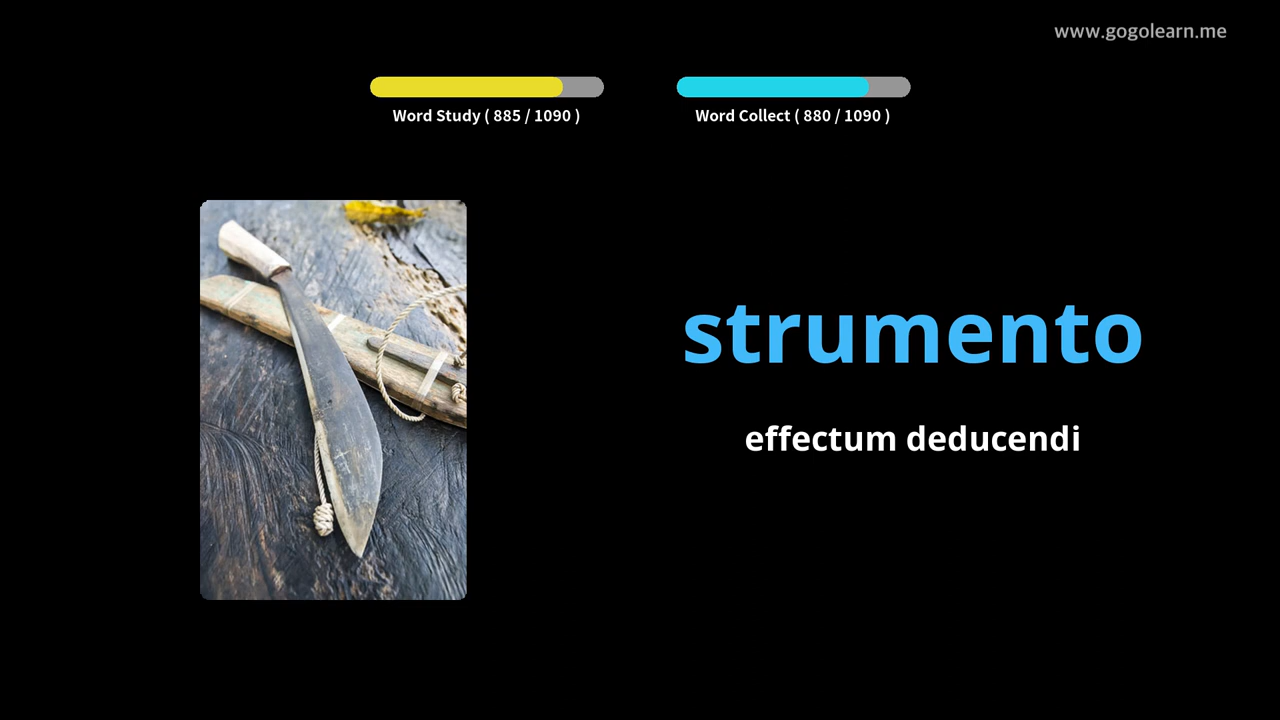 www.gogolearn.me
Word Study ( 885 / 1090 )
Word Collect ( 880 / 1090 )
strumento
effectum deducendi